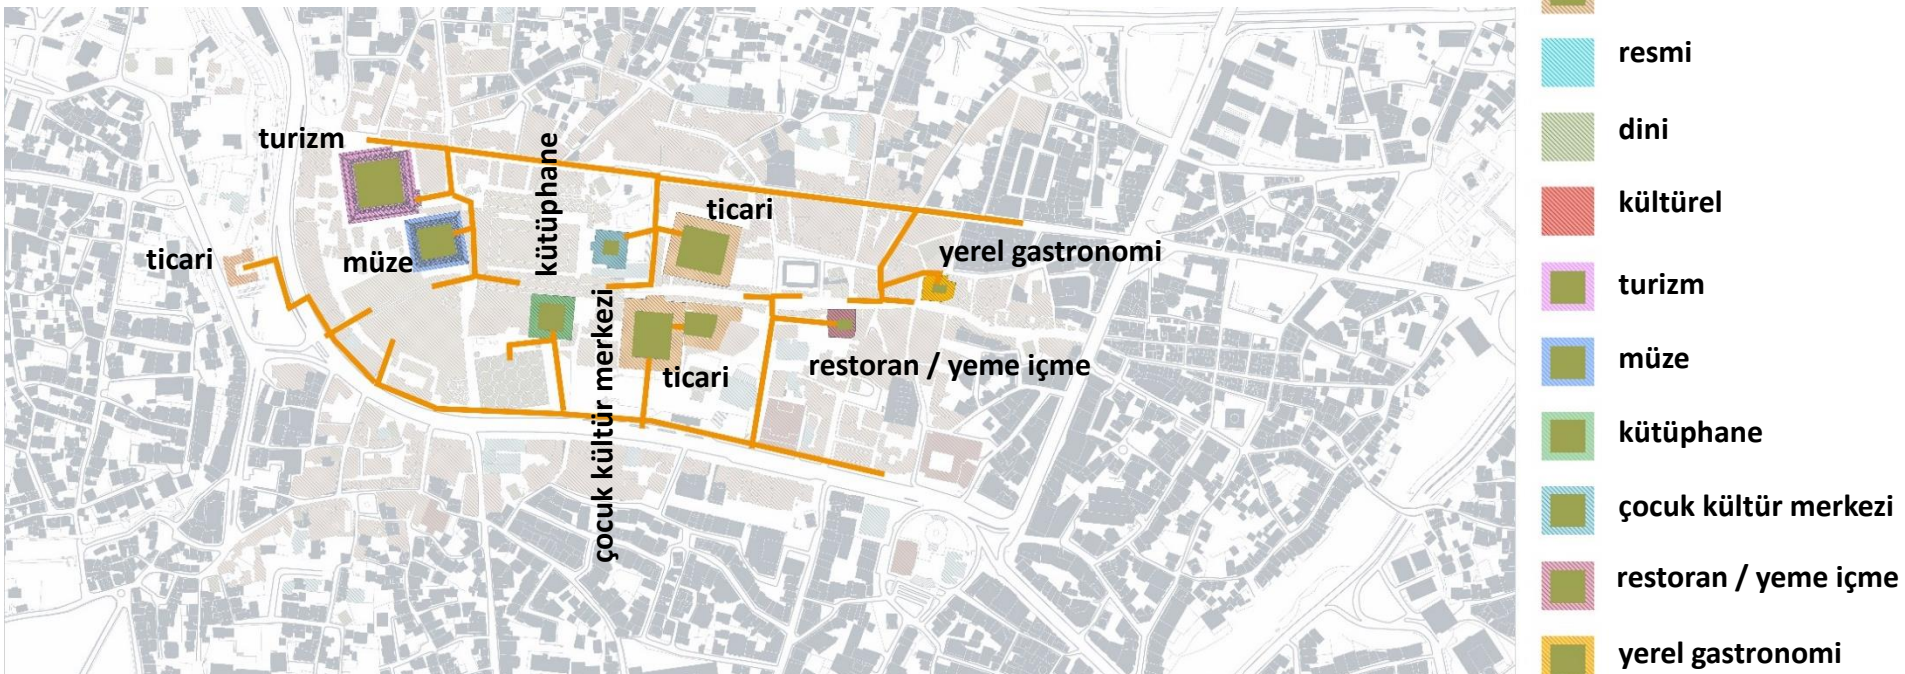 turizm
kütüphane
ticari
ticari
müze
yerel gastronomi
çocuk kültür merkezi
ticari
restoran / yeme içme
resmi
dini
kültürel
turizm
müze
kütüphane
çocuk kültür merkezi
restoran / yeme içme
yerel gastronomi